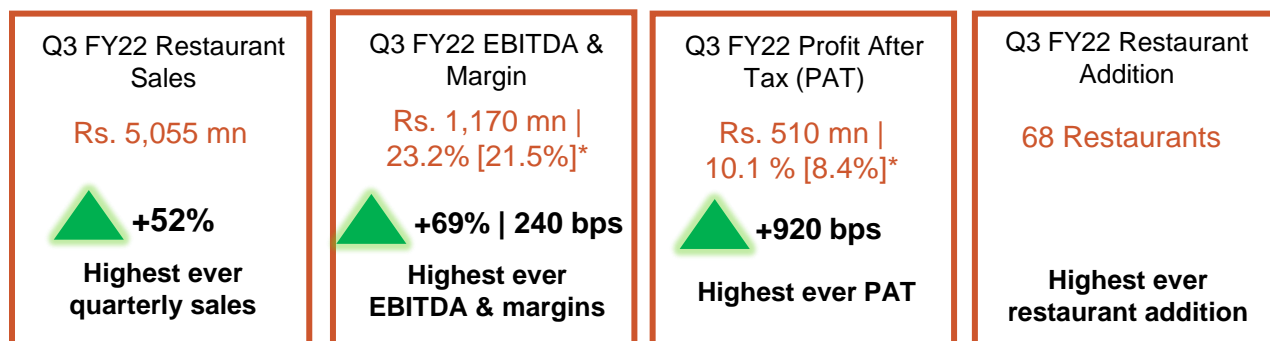 Q3 FY22 Restaurant
Sales
Rs. 5,055 mn
+52%
Highest ever
quarterly sales
Q3 FY22 EBITDA &
Margin
Rs. 1,170 mn |
23.2% [21.5%]*
+69% | 240 bps
Highest ever
EBITDA & margins
Q3 FY22 Profit After
Tax (PAT)
Rs. 510 mn |
10.1 % [8.4%]*
+920 bps
Highest ever PAT
Q3 FY22 Restaurant
Addition
68 Restaurants
Highest ever
restaurant addition